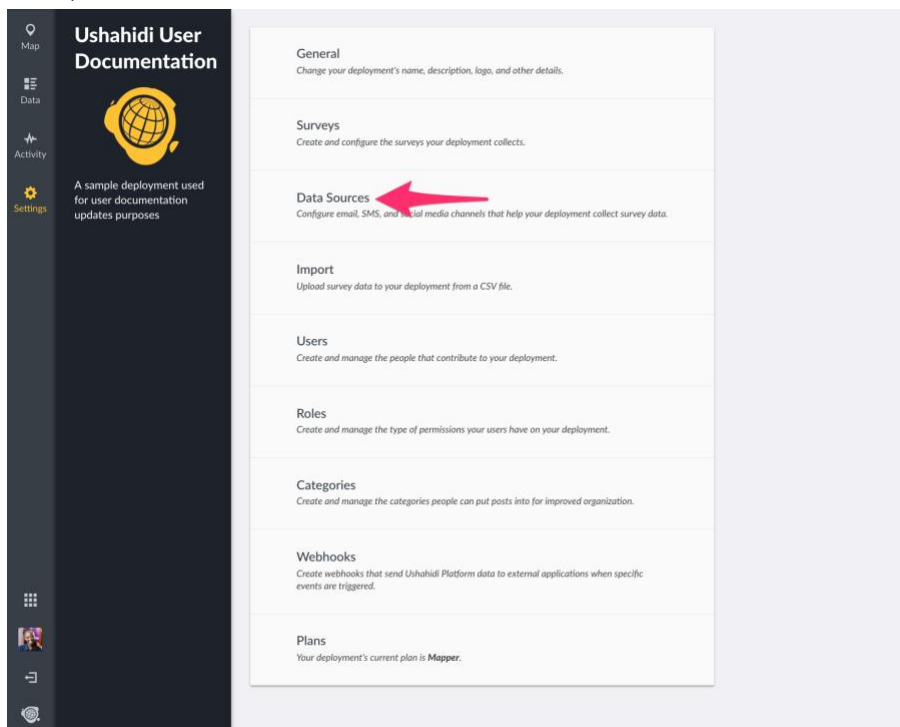 Map
Data
Activity
Settings
Ushahidi User
Documentation
A sample deployment used
for user documentation
updates purposes
General
Change your deployment's name, description, logo, and other details.
Surveys
Create and configure the surveys your deployment collects.
Data Sources
Configure email, SMS, and social media channels that help your deployment collect survey data.
Import
Upload survey data to your deployment from a CSV file.
Users
Create and manage the people that contribute to your deployment.
Roles
Create and manage the type of permissions your users have on your deployment.
Categories
Create and manage the categories people can put posts into for improved organization.
Webhooks
Create webhooks that send Ushahidi Platform data to external applications when specific
events are triggered.
Plans
Your deployment's current plan is Mapper.